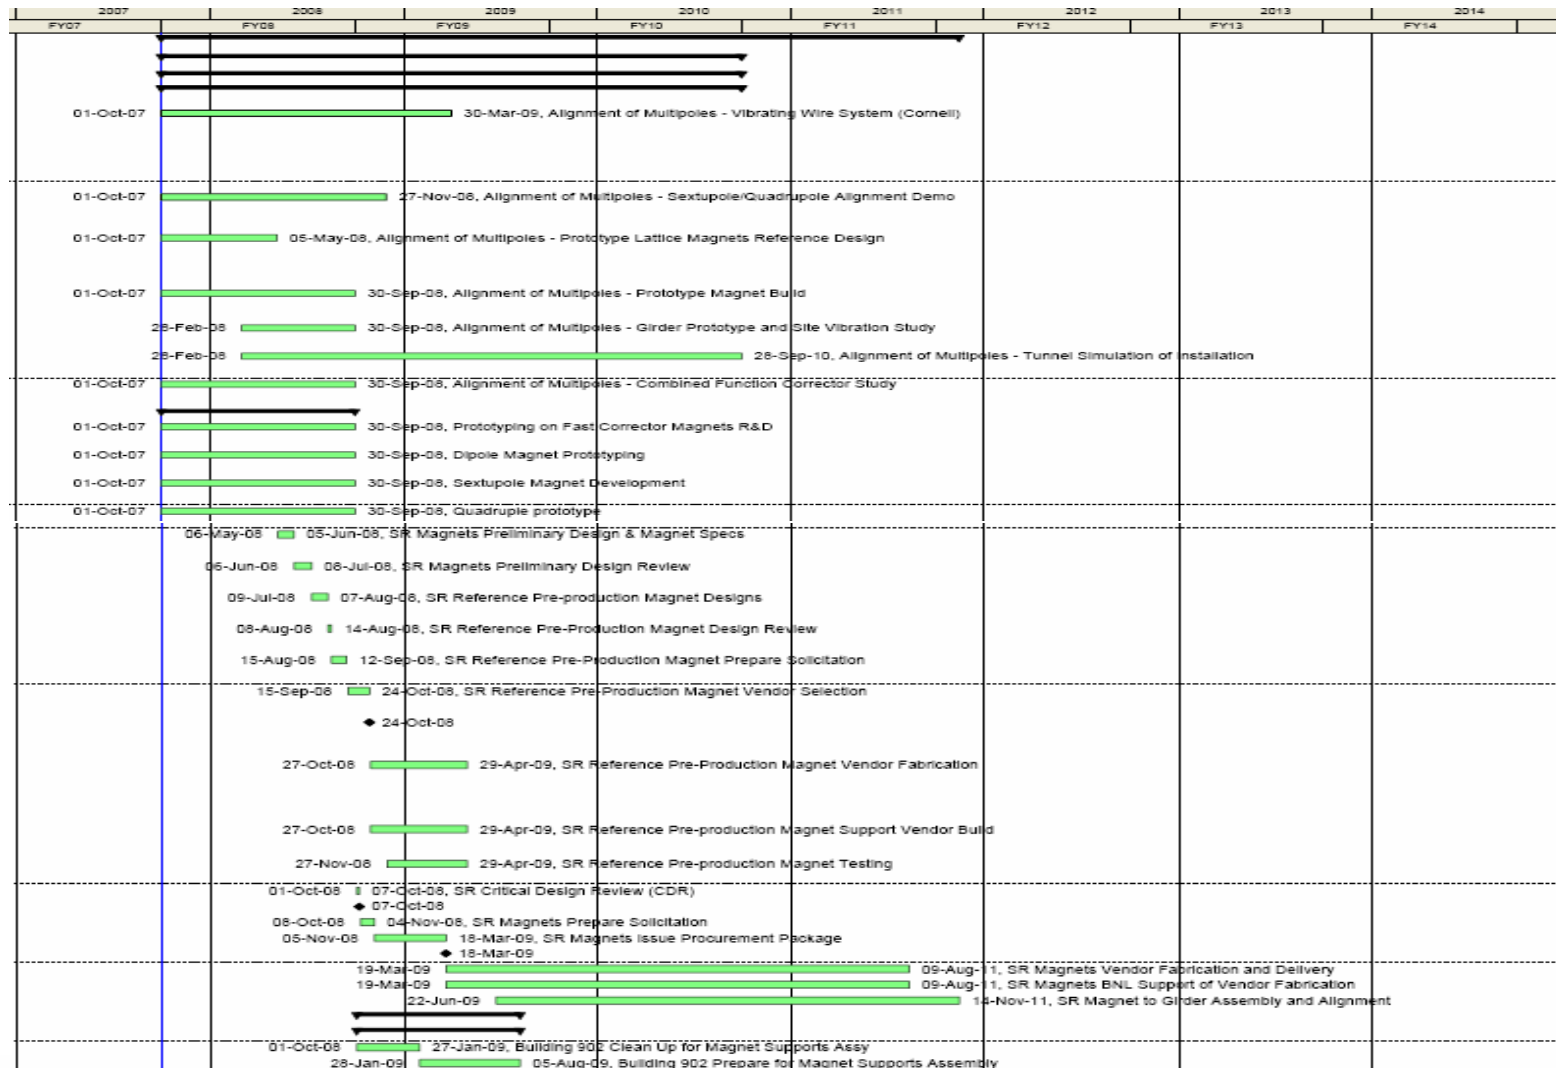 2007 2008 2009 2010 2011 2012 2013 2014
FY07 FY08 FY09 FY10 FY11 FY12 FY13 FY14
01-Oct-07 30-Mar-09, Alignment of Multipoles - Vibrating Wire System (Cornell)
01-Oct-07 27-Nov-08, Alignment of Multipoles - Sextupole/Quadrupole Alignment Demo
01-Oct-07 05-May-08, Alignment of Multipoles - Prototype Lattice Magnets Reference Design
01-Oct-07 30-Sep-08, Alignment of Multipoles - Prototype Magnet Build
28-Feb-08 30-Sep-08, Alignment of Multipoles - Girder Prototype and Site Vibration Study
28-Feb-08 28-Sep-10, Alignment of Multipoles - Tunnel Simulation of Installation
01-Oct-07 30-Sep-08, Alignment of Multipoles - Combined Function Corrector Study
01-Oct-07 30-Sep-08, Prototyping on Fast Corrector Magnets R&D
01-Oct-07 30-Sep-08, Dipole Magnet Prototyping
01-Oct-07 30-Sep-08, Sextupole Magnet Development
01-Oct-07 30-Sep-08, Quadruple prototype
06-May-08 05-Jun-08, SR Magnets Preliminary Design & Magnet Specs
06-Jun-08 08-Jul-08, SR Magnets Preliminary Design Review
09-Jul-08 07-Aug-08, SR Reference Pre-production Magnet Designs
08-Aug-08 14-Aug-08, SR Reference Pre-Production Magnet Design Review
15-Aug-08 12-Sep-08, SR Reference Pre-Production Magnet Prepare Solicitation
15-Sep-08 24-Oct-08, SR Reference Pre-Production Magnet Vendor Selection
24-Oct-08
27-Oct-08 29-Apr-09, SR Reference Pre-Production Magnet Vendor Fabrication
27-Oct-08 29-Apr-09, SR Reference Pre-production Magnet Support Vendor Build
27-Nov-08 29-Apr-09, SR Reference Pre-production Magnet Testing
01-Oct-08 07-Oct-08, SR Critical Design Review (CDR)
07-Oct-08
08-Oct-08 04-Nov-08, SR Magnets Prepare Solicitation
05-Nov-08 18-Mar-09, SR Magnets Issue Procurement Package
18-Mar-09
19-Mar-09 09-Aug-11, SR Magnets Vendor Fabrication and Delivery
19-Mar-09 09-Aug-11, SR Magnets BNL Support of Vendor Fabrication
22-Jun-09 14-Nov-11, SR Magnet to Girder Assembly and Alignment
01-Oct-08 27-Jan-09, Building 902 Clean Up for Magnet Supports Assy
28-Jan-09 05-Aug-09, Building 902 Prepare for Magnet Supports Assembly